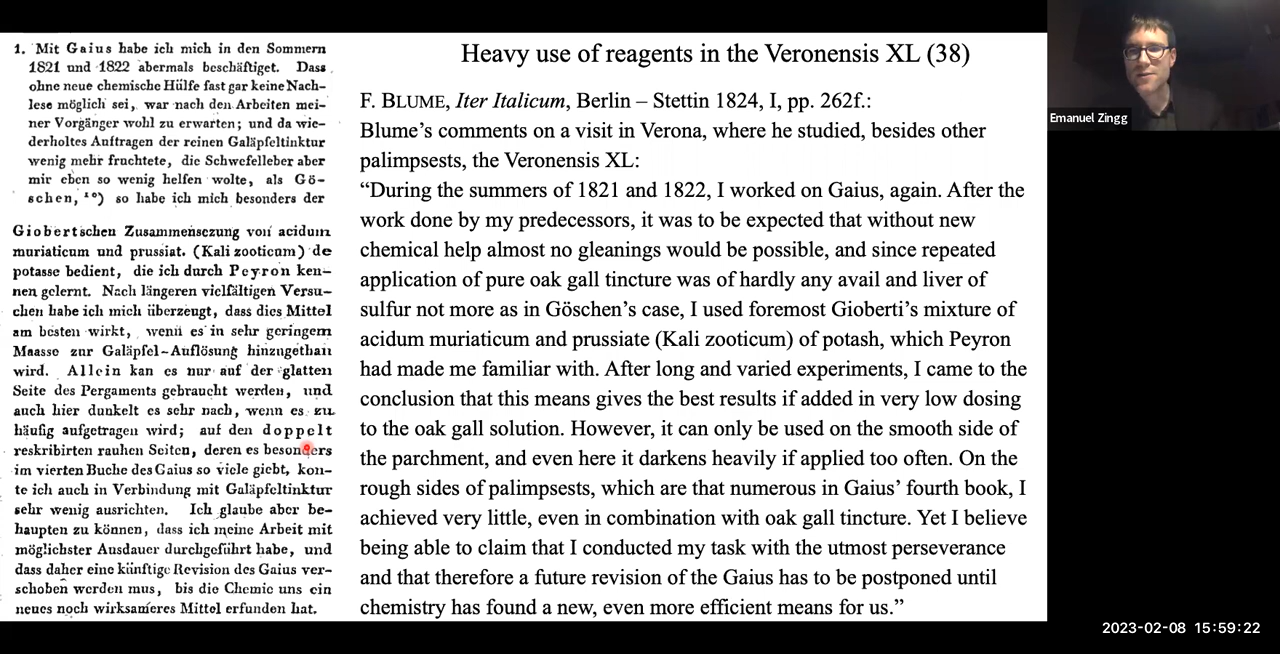 Heavy use of reagents in the Veronensis XL (38)
1. Mit Gaius habe ich mich in den Sommern
1821 und 1822 abermals beschäftiget. Dass
ohne neue chemische Hülfe fast gar keine Nach-
lese möglich sei, war nach den Arbeiten mei-
ner Vorgänger wohl zu erwarten; und da wie-
derholtes Auftragen der reinen Galäpfeltinktur
wenig mehr fruchtete, die Schwefelleber aber
mir eben so wenig helfen wolte, als Gö-
schen, ¹⁰) so habe ich mich besonders der
Giobertschen Zusammensczung von acidum
muriaticum und prussiat. (Kali zooticum) de
potasse bedient, die ich durch Peyron ken-
nen gelernt. Nach längeren vielfältigen Versu-
chen habe ich mich überzeugt, dass dies Mittel
am besten wirkt, wenn es in sehr geringem
Maasse zur Galäpfel-Auflösung hinzugethan
wird. Allein kan es nur auf der glatten
Seite des Pergaments gebraucht werden, und
auch hier dunkelt es sehr nach, wenn es zu
häufig aufgetragen wird; auf den doppelt
reskribirten rauhen Seiten, deren es besonders
im vierten Buche des Gaius so viele giebt, kon-
te ich auch in Verbindung mit Galäpfeltinktur
sehr wenig ausrichten. Ich glaube aber be-
haupten zu können, dass ich meine Arbeit mit
möglichster Ausdauer durchgeführt habe, und
dass daher eine künftige Revision des Gaius ver-
schoben werden mus, bis die Chemie uns ein
neues noch wirksameres Mittel erfunden hat.
F. BLUME, Iter Italicum, Berlin – Stettin 1824, I, pp. 262f.:
Blume’s comments on a visit in Verona, where he studied, besides other
palimpsests, the Veronensis XL:
“During the summers of 1821 and 1822, I worked on Gaius, again. After the
work done by my predecessors, it was to be expected that without new
chemical help almost no gleanings would be possible, and since repeated
application of pure oak gall tincture was of hardly any avail and liver of
sulfur not more as in Göschen’s case, I used foremost Gioberti’s mixture of
acidum muriaticum and prussiate (Kali zooticum) of potash, which Peyron
had made me familiar with. After long and varied experiments, I came to the
conclusion that this means gives the best results if added in very low dosing
to the oak gall solution. However, it can only be used on the smooth side of
the parchment, and even here it darkens heavily if applied too often. On the
rough sides of palimpsests, which are that numerous in Gaius’ fourth book, I
achieved very little, even in combination with oak gall tincture. Yet I believe
being able to claim that I conducted my task with the utmost perseverance
and that therefore a future revision of the Gaius has to be postponed until
chemistry has found a new, even more efficient means for us.”
Emanuel Zingg
2023-02-08 15:59:22